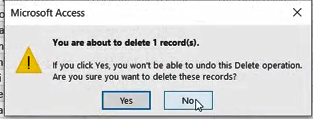 Microsoft Access
You are about to delete 1 record(s).
If you click Yes, you won't be able to undo this Delete operation.
Are you sure you want to delete these records?
Yes No